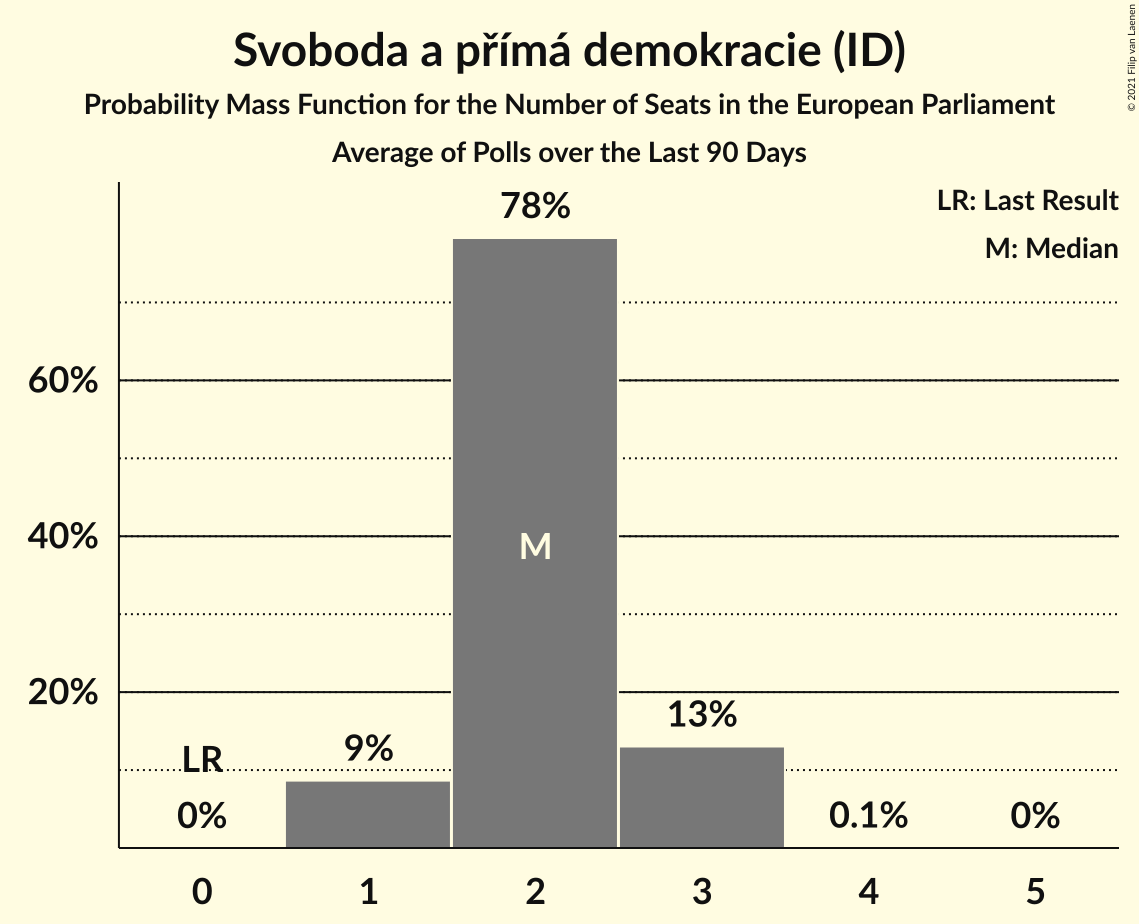 Svoboda a přímá demokracie (ID)
Probability Mass Function for the Number of Seats in the European Parliament
Average of Polls over the Last 90 Days
© 2021 Filip van Laenen
LR: Last Result
M: Median
78%
60%
40%
M
20%
13%
9%
LR
0%
0.1%
0%
0 1 2 3 4 5